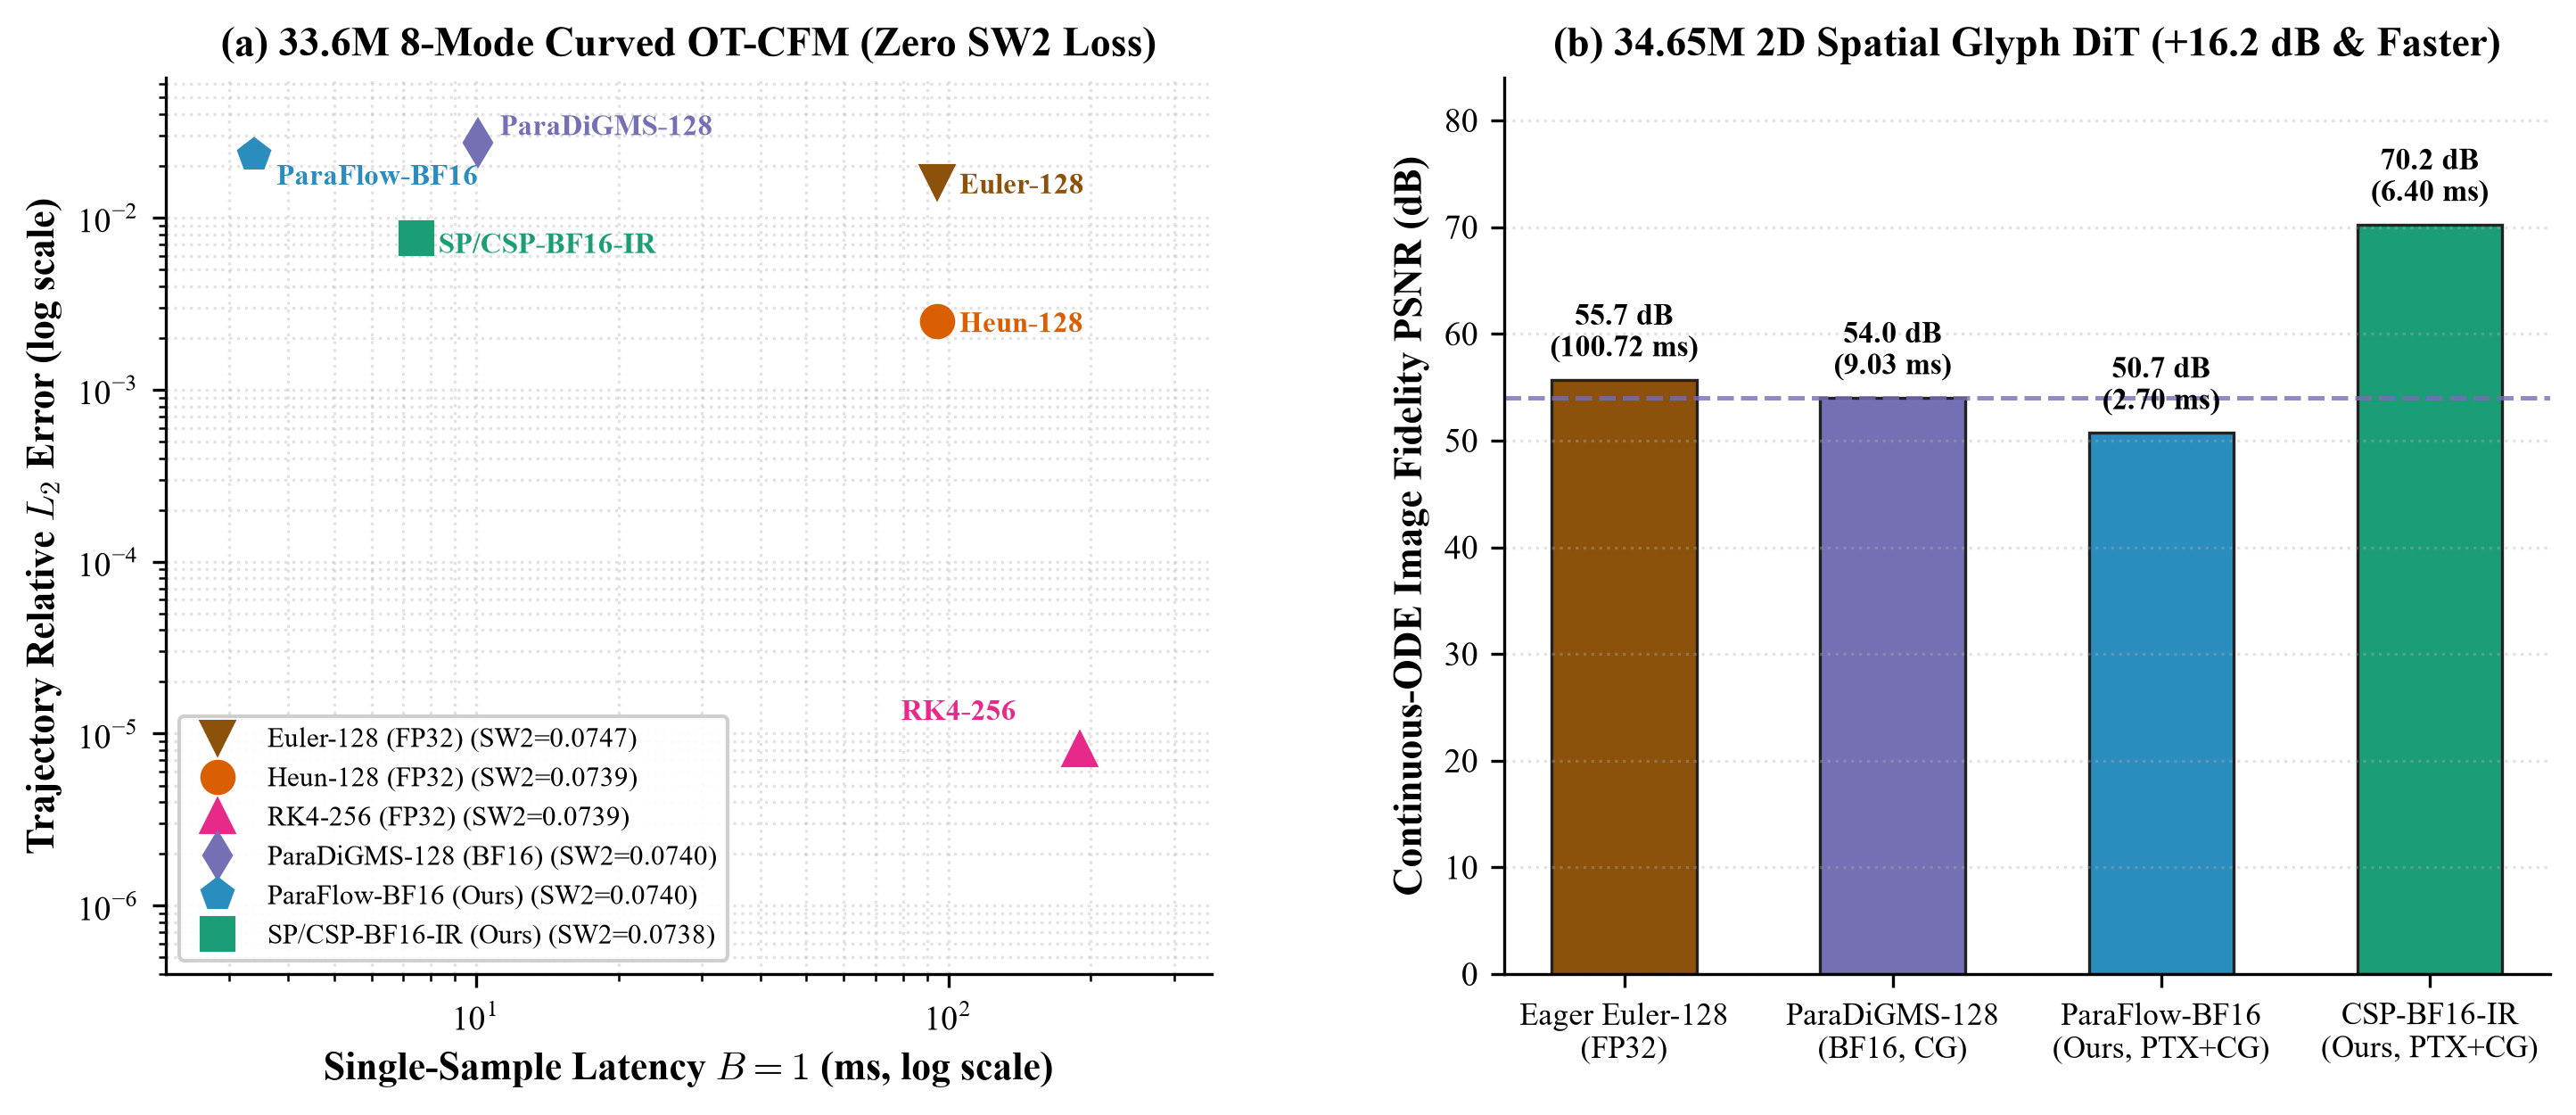 (a) 33.6M 8-Mode Curved OT-CFM (Zero SW2 Loss)
Trajectory Relative L₂ Error (log scale)
10⁻²
10⁻³
10⁻⁴
10⁻⁵
10⁻⁶
ParaDiGMS-128
ParaFlow-BF16
Euler-128
SP/CSP-BF16-IR
Heun-128
RK4-256
Euler-128 (FP32) (SW2=0.0747)
Heun-128 (FP32) (SW2=0.0739)
RK4-256 (FP32) (SW2=0.0739)
ParaDiGMS-128 (BF16) (SW2=0.0740)
ParaFlow-BF16 (Ours) (SW2=0.0740)
SP/CSP-BF16-IR (Ours) (SW2=0.0738)
10¹
10²
Single-Sample Latency B = 1 (ms, log scale)
(b) 34.65M 2D Spatial Glyph DiT (+16.2 dB & Faster)
Continuous-ODE Image Fidelity PSNR (dB)
80
70
60
50
40
30
20
10
0
55.7 dB
(100.72 ms)
54.0 dB
(9.03 ms)
50.7 dB
(2.70 ms)
70.2 dB
(6.40 ms)
Eager Euler-128
(FP32)
ParaDiGMS-128
(BF16, CG)
ParaFlow-BF16
(Ours, PTX+CG)
CSP-BF16-IR
(Ours, PTX+CG)